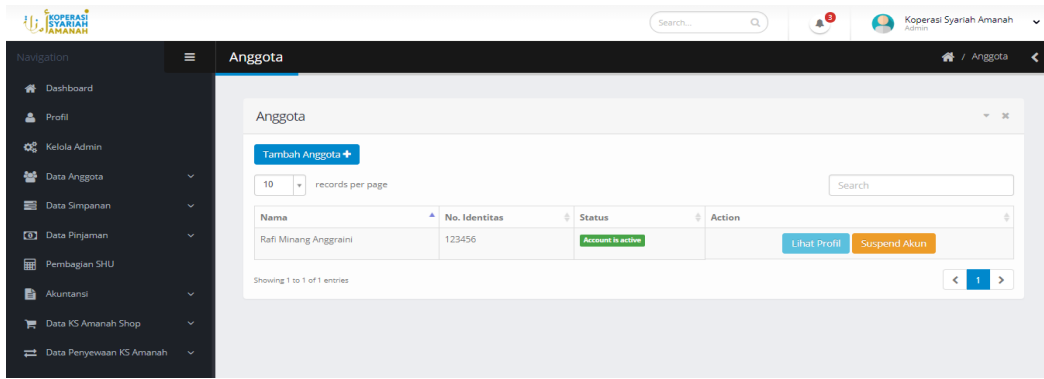 KOPERASI
SYARIAH
AMANAH
Search...
3
Koperasi Syariah Amanah
Admin
Navigation
Anggota
/ Anggota
Dashboard
Profil
Kelola Admin
Data Anggota
Data Simpanan
Data Pinjaman
Pembagian SHU
Akuntansi
Data KS Amanah Shop
Data Penyewaan KS Amanah
Anggota
Tambah Anggota
10 records per page
Search
Nama No. Identitas Status Action
Rafi Minang Anggraini 123456 Account is active Lihat Profil Suspend Akun
Showing 1 to 1 of 1 entries
< 1 >